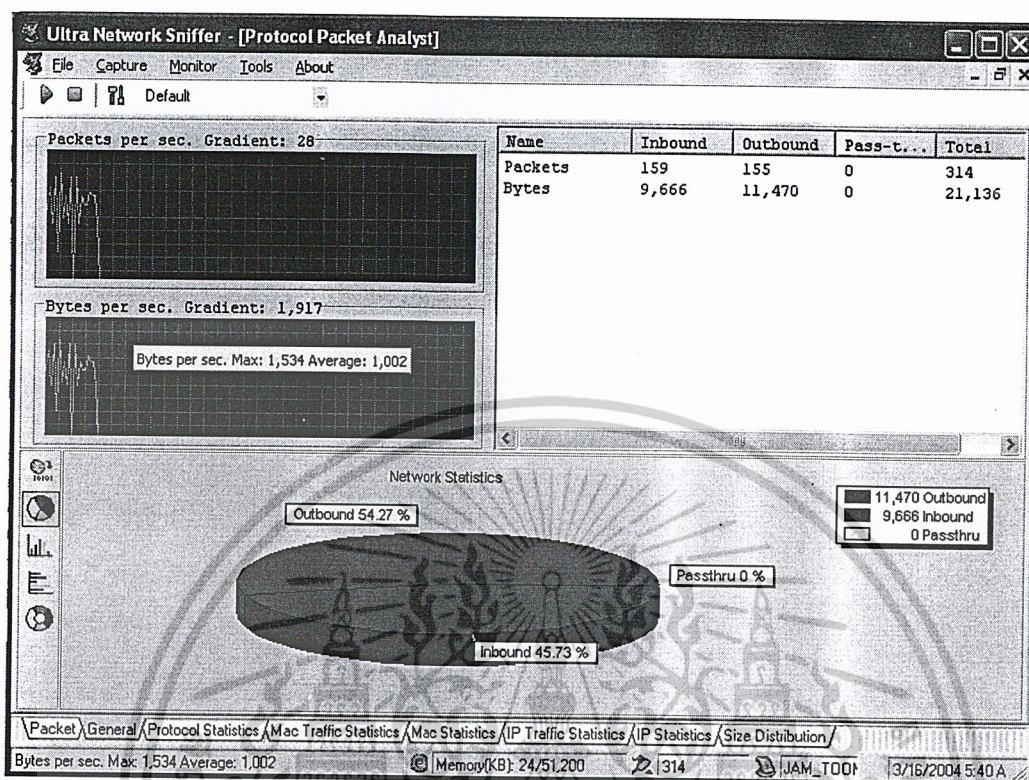 Ultra Network Sniffer - [Protocol Packet Analyst]
File Capture Monitor Tools About
Default
Packets per sec. Gradient: 28
Name Inbound Outbound Pass-t... Total
Packets 159 155 0 314
Bytes 9,666 11,470 0 21,136
Bytes per sec. Gradient: 1,917
Bytes per sec. Max: 1,534 Average: 1,002
Network Statistics
Outbound 54.27 %
11,470 Outbound
9,666 Inbound
0 Passthru
Passthru 0 %
Inbound 45.73 %
Packet General Protocol Statistics Mac Traffic Statistics Mac Statistics IP Traffic Statistics IP Statistics Size Distribution
Bytes per sec. Max: 1,534 Average: 1,002 Memory(KB): 24/51,200 314 3/16/2004 5:40 A